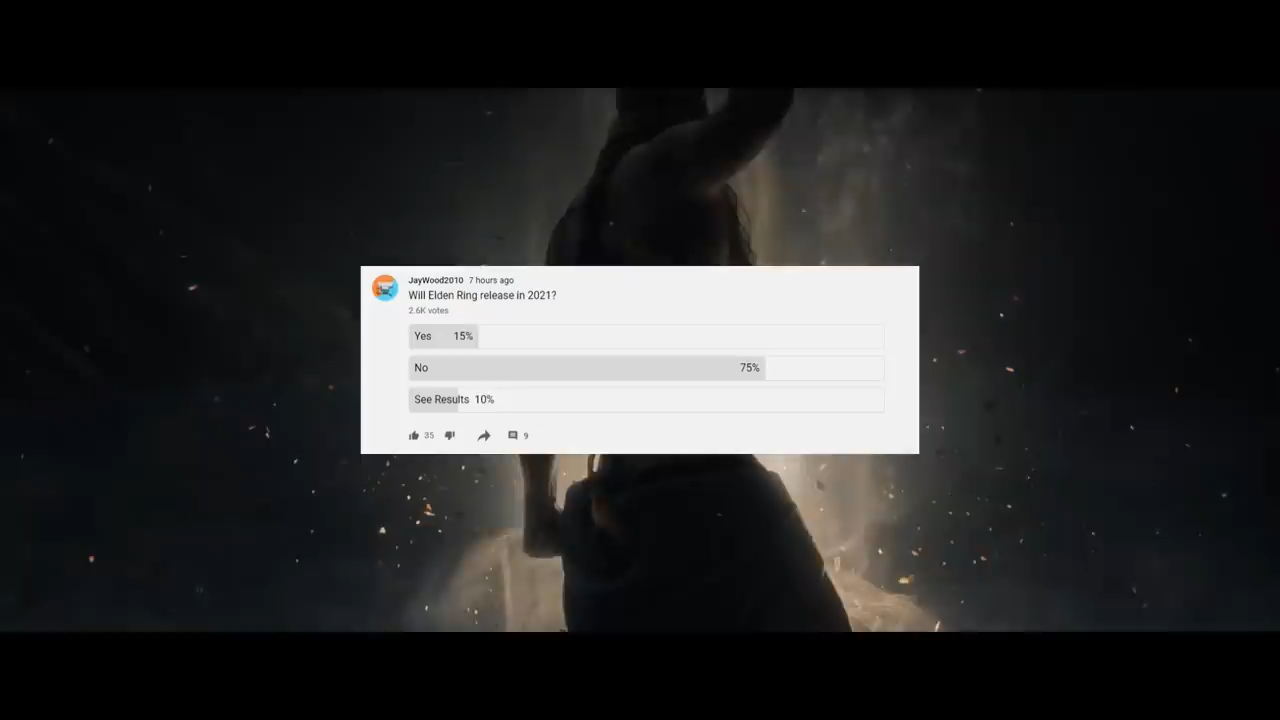 JayWood2010 7 hours ago
Will Elden Ring release in 2021?
2.6K votes
Yes 15%
No 75%
See Results 10%
35 9